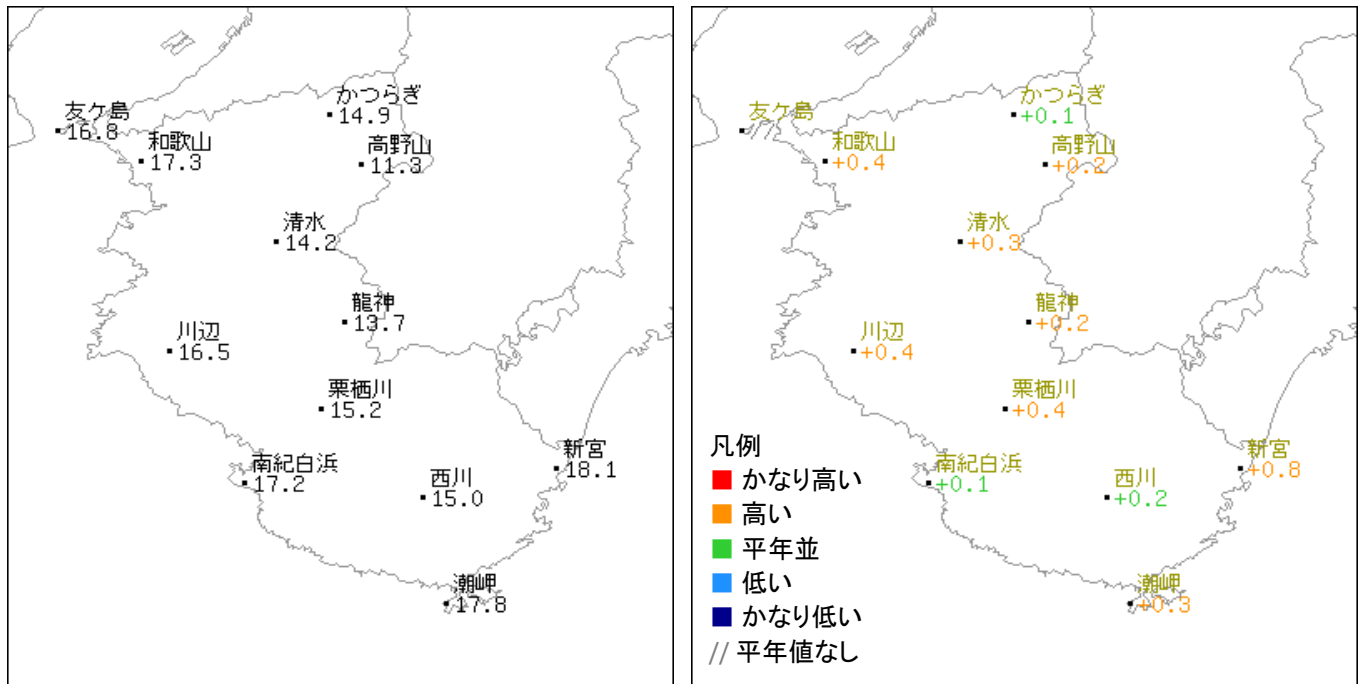 友ケ島
16.8
かつらぎ
14.9
和歌山
17.3
高野山
11.3
清水
14.2
龍神
13.7
川辺
16.5
栗栖川
15.2
南紀白浜
17.2
西川
15.0
新宮
18.1
潮岬
17.8
友ケ島
//
かつらぎ
+0.1
和歌山
+0.4
高野山
+0.2
清水
+0.3
龍神
+0.2
川辺
+0.4
栗栖川
+0.4
南紀白浜
+0.1
西川
+0.2
新宮
+0.8
潮岬
+0.3
凡例
かなり高い
高い
平年並
低い
かなり低い
// 平年値なし